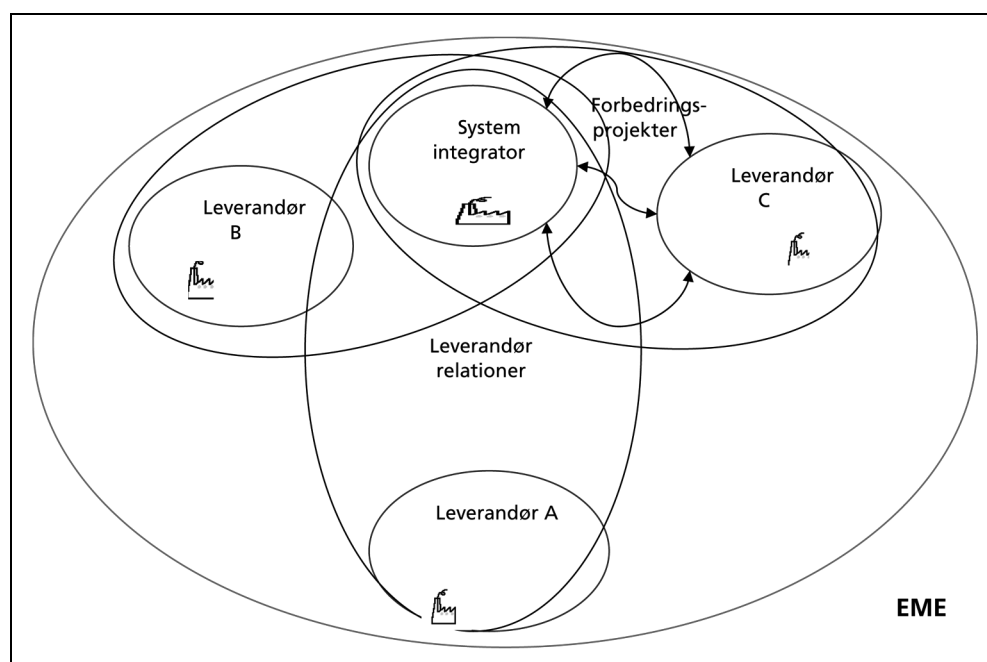 System
integrator
Forbedrings-
projekter
Leverandør
B
Leverandør
C
Leverandør
relationer
Leverandør A
EME